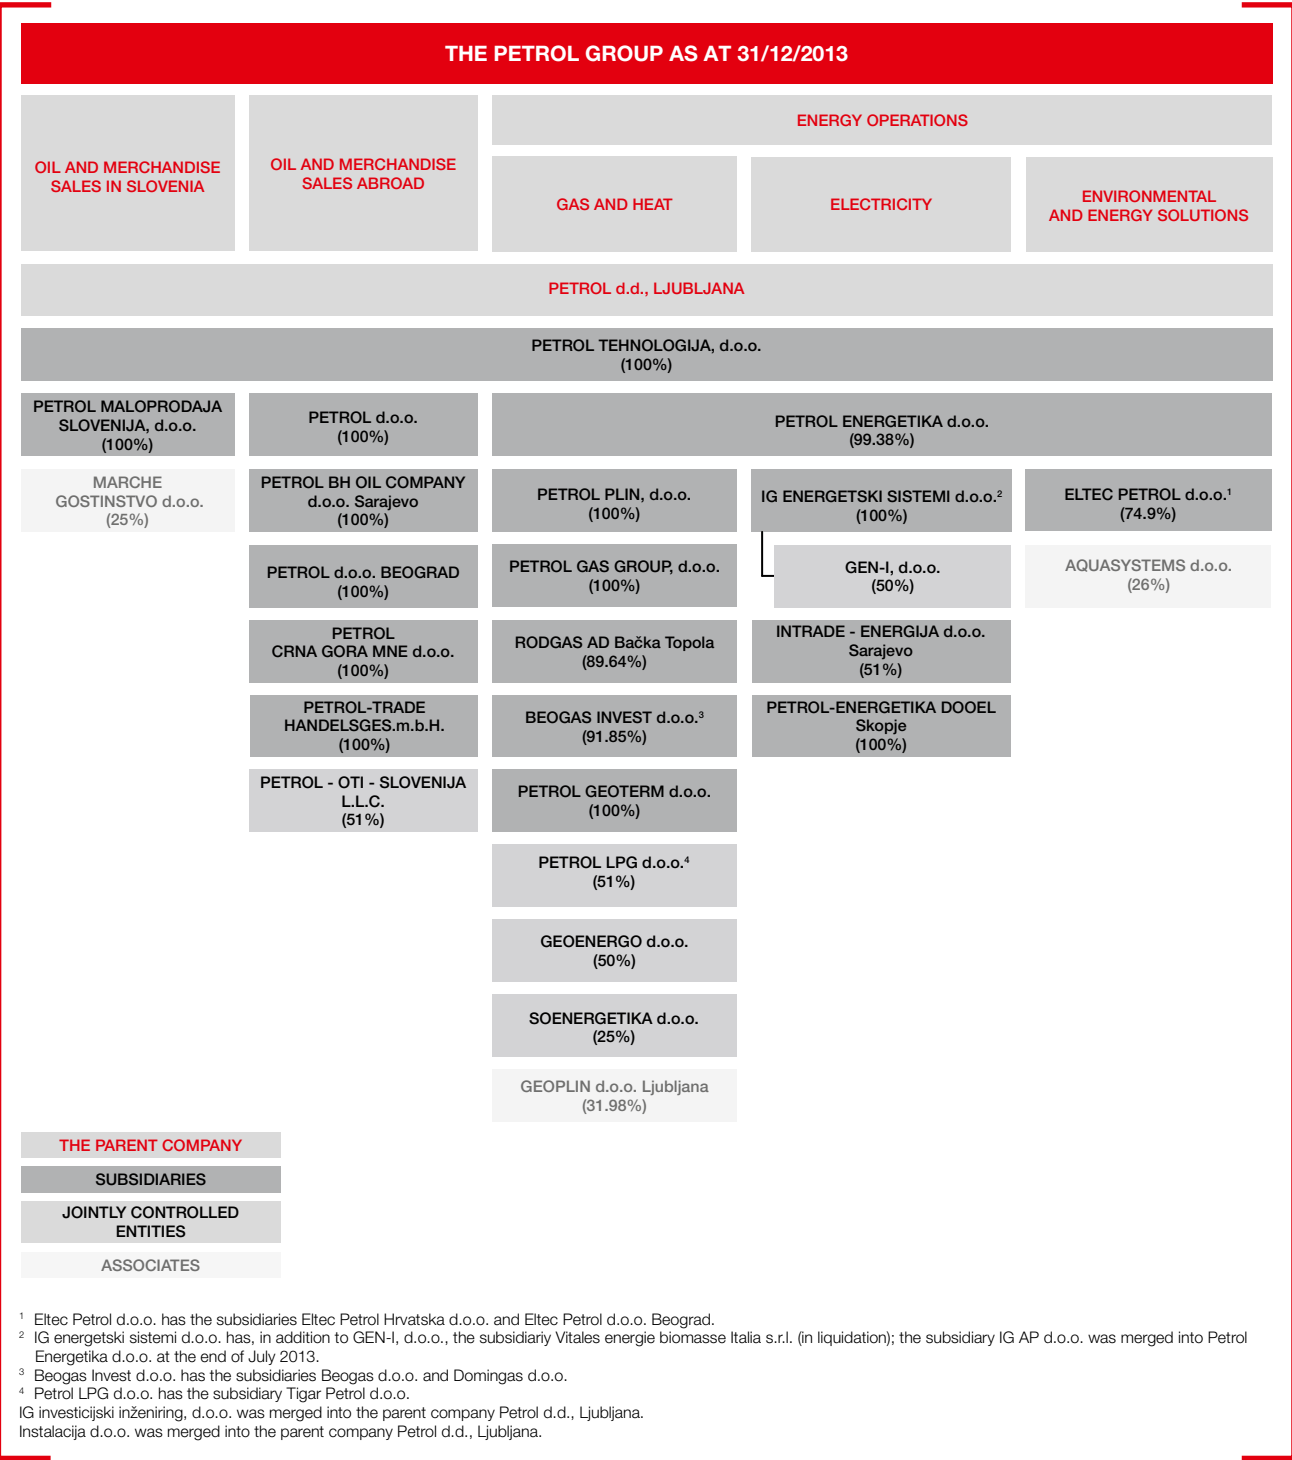 THE PETROL GROUP AS AT 31/12/2013
OIL AND MERCHANDISE
SALES IN SLOVENIA
OIL AND MERCHANDISE
SALES ABROAD
ENERGY OPERATIONS
GAS AND HEAT
ELECTRICITY
ENVIRONMENTAL
AND ENERGY SOLUTIONS
PETROL d.d., LJUBLJANA
PETROL TEHNOLOGIJA, d.o.o.
(100%)
PETROL MALOPRODAJA
SLOVENIJA, d.o.o.
(100%)
MARCHE
GOSTINSTVO d.o.o.
(25%)
PETROL d.o.o.
(100%)
PETROL BH OIL COMPANY
d.o.o. Sarajevo
(100%)
PETROL d.o.o. BEOGRAD
(100%)
PETROL
CRNA GORA MNE d.o.o.
(100%)
PETROL-TRADE
HANDELSGES.m.b.H.
(100%)
PETROL - OTI - SLOVENIJA
L.L.C.
(51%)
PETROL ENERGETIKA d.o.o.
(99.38%)
PETROL PLIN, d.o.o.
(100%)
PETROL GAS GROUP, d.o.o.
(100%)
RODGAS AD Bačka Topola
(89.64%)
BEOGAS INVEST d.o.o.³
(91.85%)
PETROL GEOTERM d.o.o.
(100%)
PETROL LPG d.o.o.⁴
(51%)
GEOENERGO d.o.o.
(50%)
SOENERGETIKA d.o.o.
(25%)
GEOPLIN d.o.o. Ljubljana
(31.98%)
IG ENERGETSKI SISTEMI d.o.o.²
(100%)
GEN-I, d.o.o.
(50%)
INTRADE - ENERGIJA d.o.o.
Sarajevo
(51%)
PETROL-ENERGETIKA DOOEL
Skopje
(100%)
ELTEC PETROL d.o.o.¹
(74.9%)
AQUASYSTEMS d.o.o.
(26%)
THE PARENT COMPANY
SUBSIDIARIES
JOINTLY CONTROLLED
ENTITIES
ASSOCIATES
¹ Eltec Petrol d.o.o. has the subsidiaries Eltec Petrol Hrvatska d.o.o. and Eltec Petrol d.o.o. Beograd.
² IG energetski sistemi d.o.o. has, in addition to GEN-I, d.o.o., the subsidiariy Vitales energie biomasse Italia s.r.l. (in liquidation); the subsidiary IG AP d.o.o. was merged into Petrol
Energetika d.o.o. at the end of July 2013.
³ Beogas Invest d.o.o. has the subsidiaries Beogas d.o.o. and Domingas d.o.o.
⁴ Petrol LPG d.o.o. has the subsidiary Tigar Petrol d.o.o.
IG investicijski inženiring, d.o.o. was merged into the parent company Petrol d.d., Ljubljana.
Instalacija d.o.o. was merged into the parent company Petrol d.d., Ljubljana.